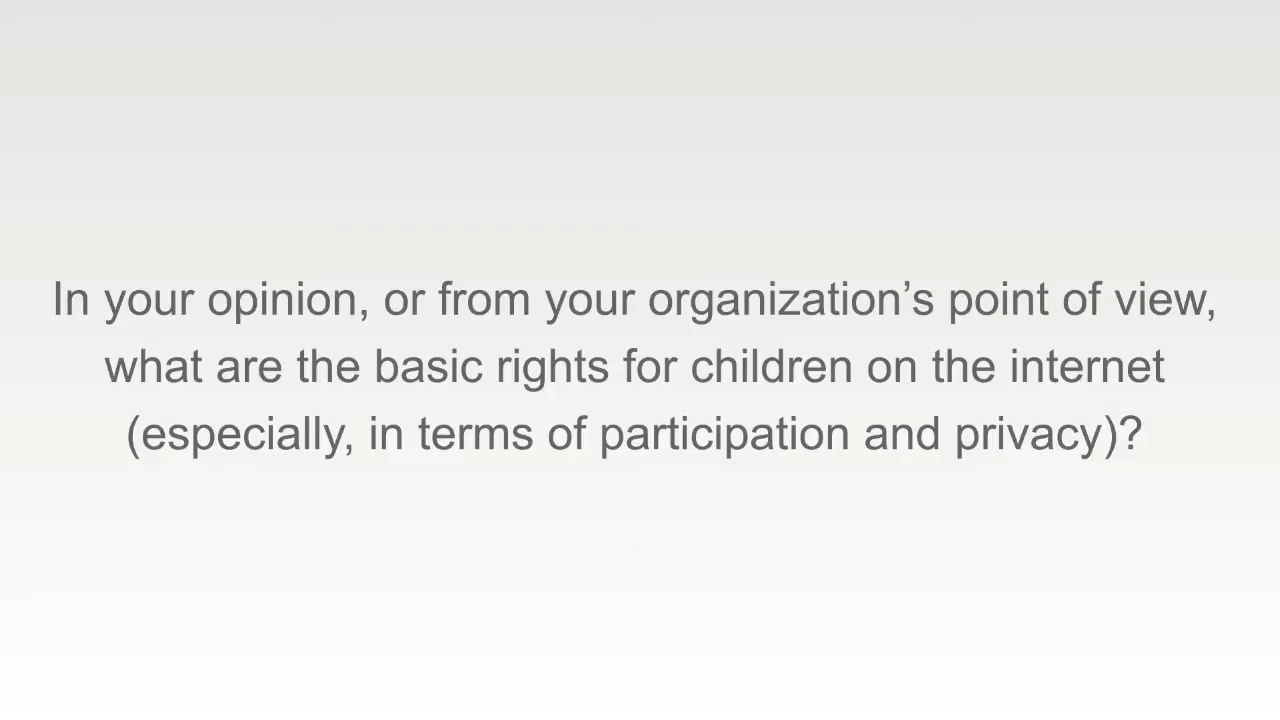 In your opinion, or from your organization’s point of view,
what are the basic rights for children on the internet
(especially, in terms of participation and privacy)?